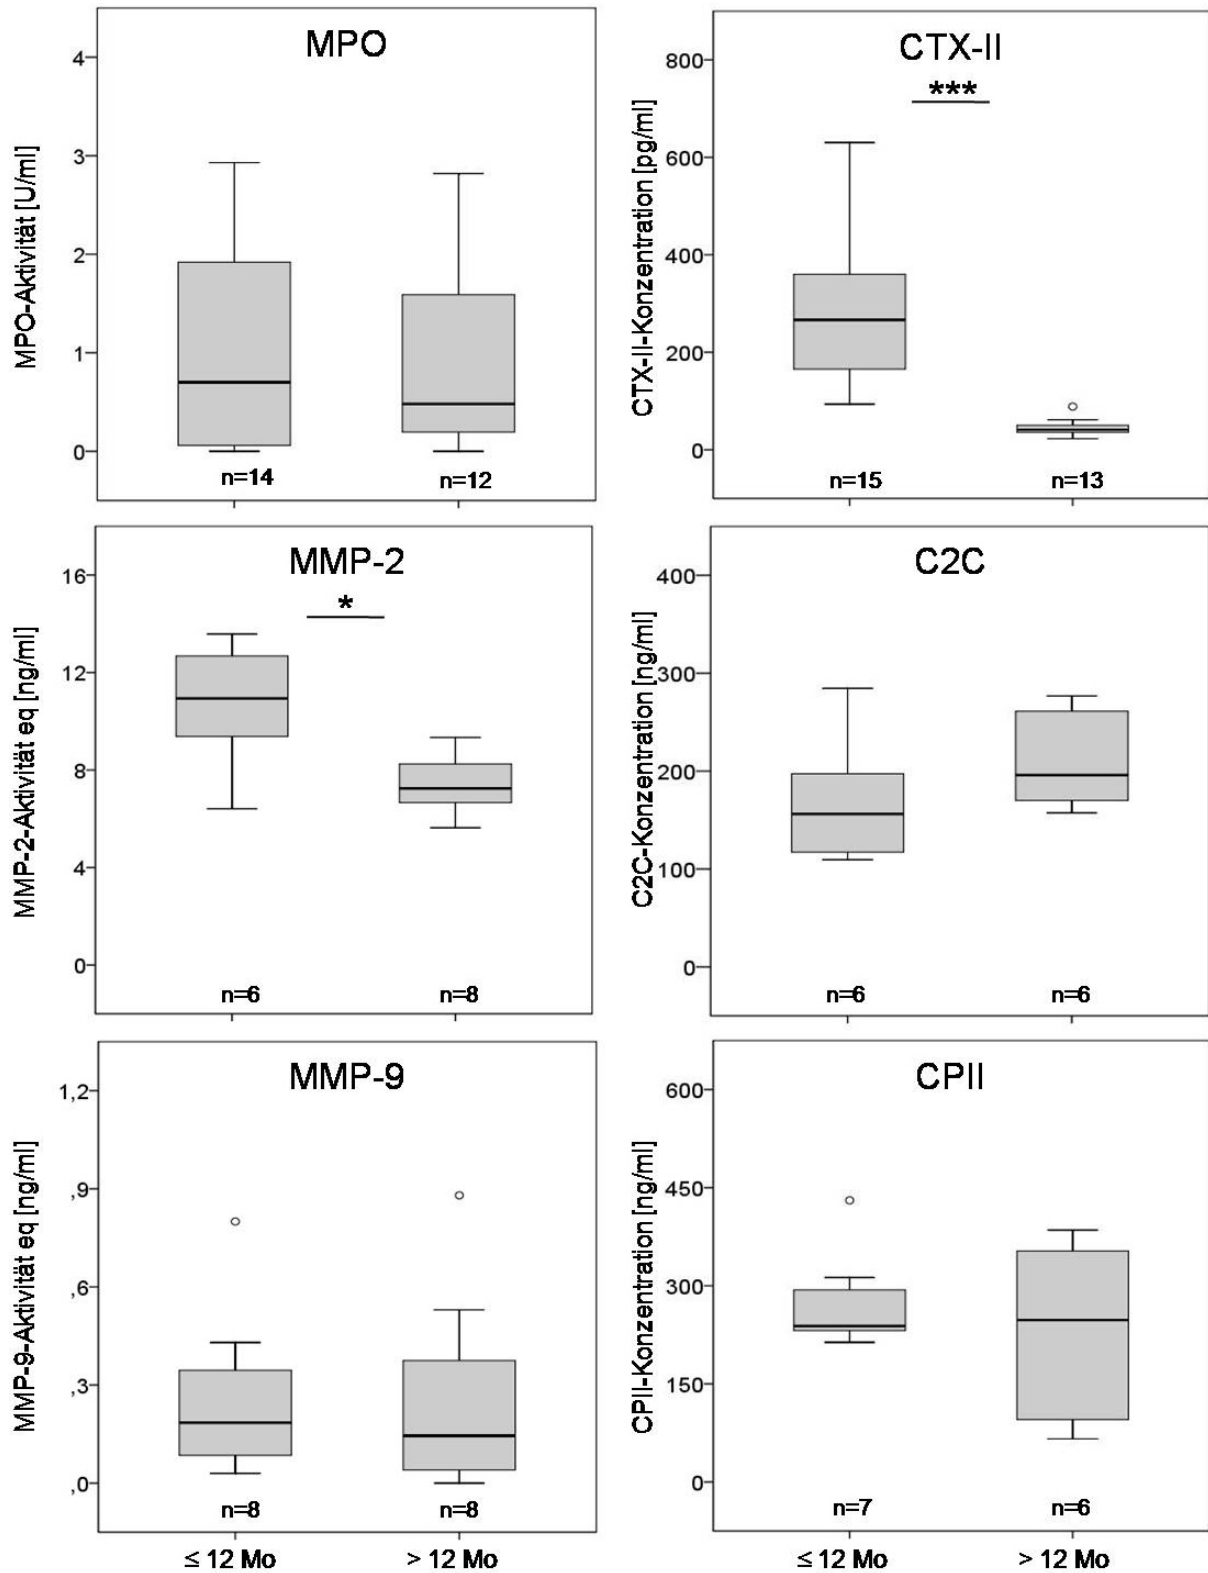 MPO
MPO-Aktivität [U/ml]
4
3
2
1
0
n=14
n=12
CTX-II
***
CTX-II-Konzentration [pg/ml]
800
600
400
200
0
n=15
n=13
MMP-2
*
MMP-2-Aktivität eq [ng/ml]
16
12
8
4
0
n=6
n=8
C2C
C2C-Konzentration [ng/ml]
400
300
200
100
0
n=6
n=6
MMP-9
MMP-9-Aktivität eq [ng/ml]
1,2
,9
,6
,3
,0
n=8
n=8
≤ 12 Mo
> 12 Mo
CPII
CPII-Konzentration [ng/ml]
600
450
300
150
0
n=7
n=6
≤ 12 Mo
> 12 Mo